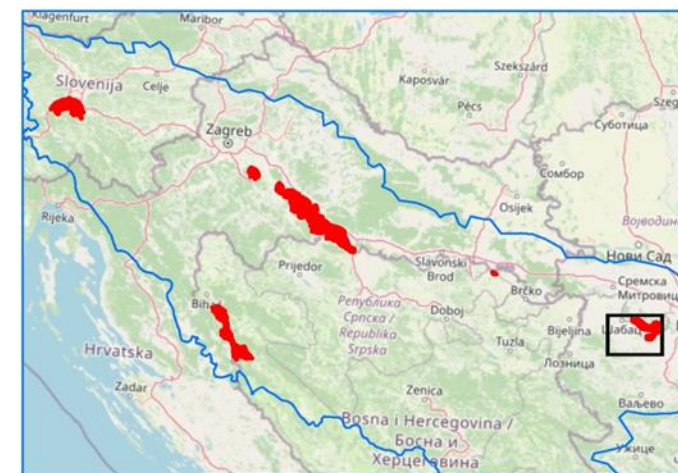 Klagenfurt
Maribor
Slovenija
Celje
Kaposvár
Szekszárd
Pécs
Szeg
Суботица
Zagreb
Сомбор
Rijeka
Osijek
Војводин
Нови Сад
Prijedor
Slavonski
Brod
Brčko
Сремска
Митровиц
Bihać
Република
Српска /
Republika
Srpska
Doboj
Tuzla
Bijeljina
Шабац
Лозница
Hrvatska
Zadar
Zenica
Ваљево
Bosna i Hercegovina /
Босна и
Херцеговина
Ужице